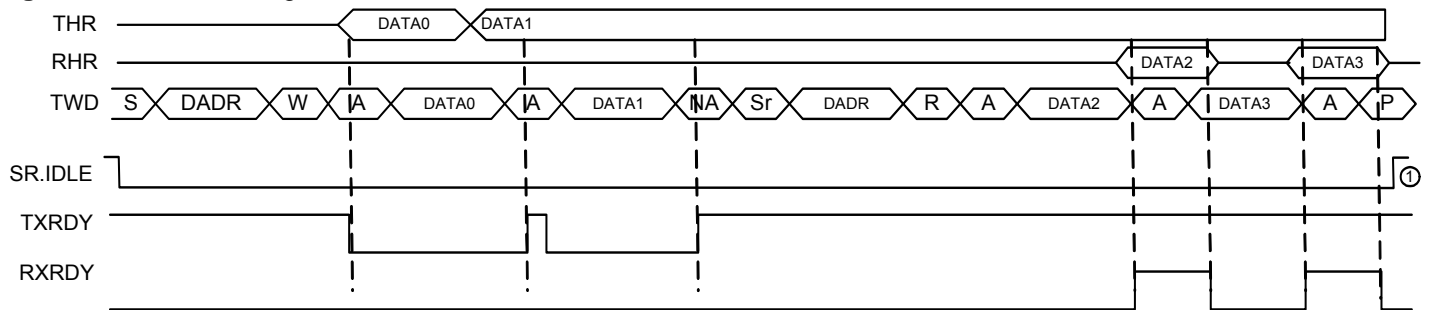 THR DATA0 DATA1
RHR DATA2 DATA3
TWD S DADR W A DATA0 A DATA1 NA Sr DADR R A DATA2 A DATA3 A P
SR.IDLE 1
TXRDY
RXRDY